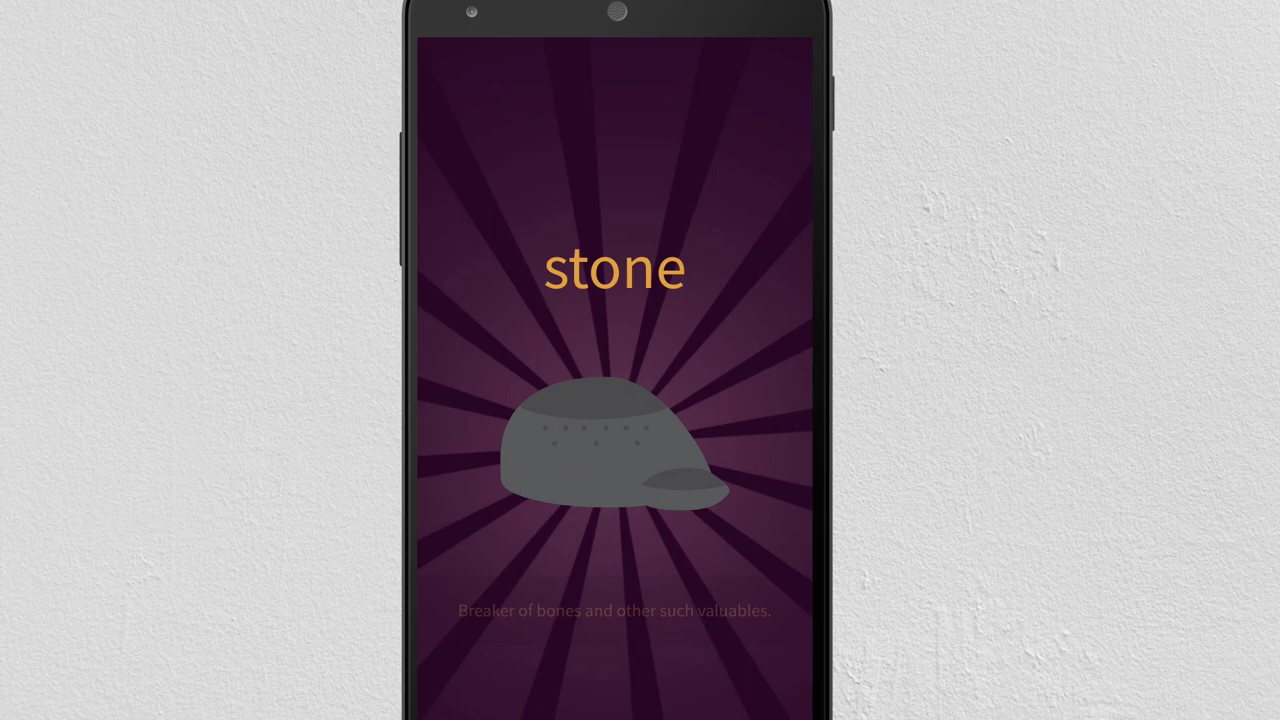 stone
Breaker of bones and other such valuables.